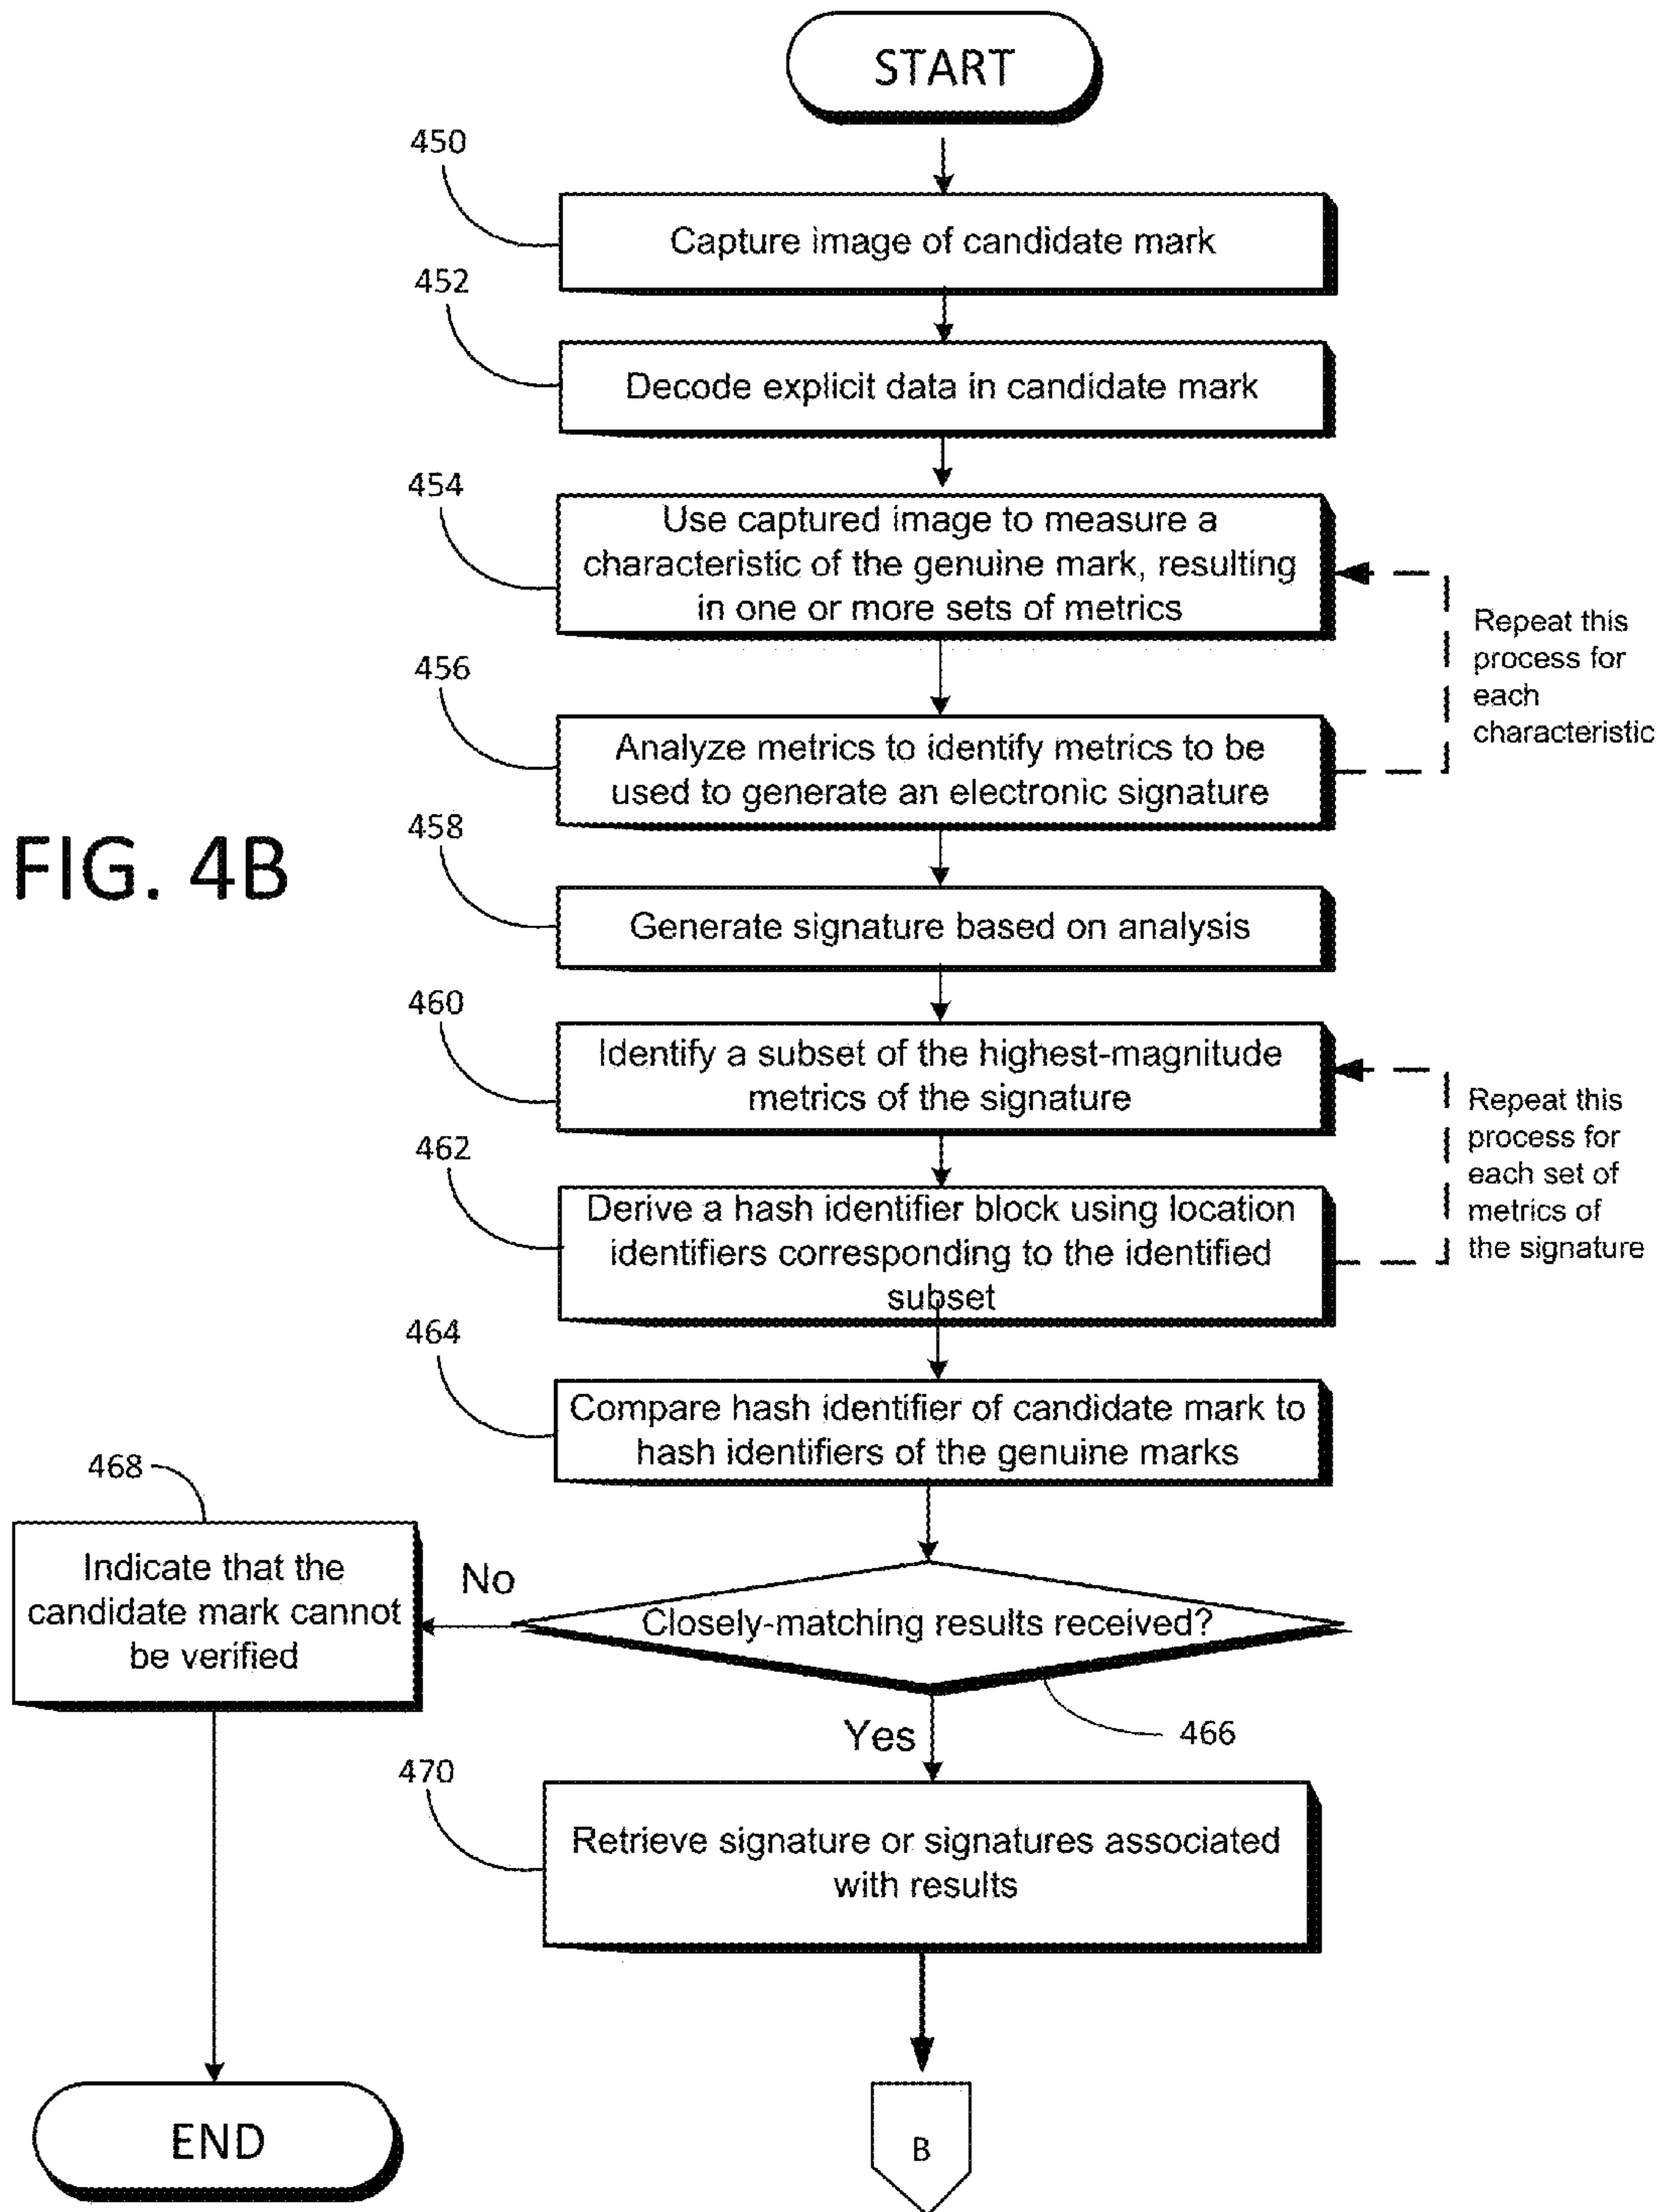 START
450
Capture image of candidate mark
452
Decode explicit data in candidate mark
454
Use captured image to measure a
characteristic of the genuine mark, resulting
in one or more sets of metrics
Repeat this
process for
each
characteristic
456
Analyze metrics to identify metrics to be
used to generate an electronic signature
FIG. 4B
458
Generate signature based on analysis
460
Identify a subset of the highest-magnitude
metrics of the signature
Repeat this
process for
each set of
metrics of
the signature
462
Derive a hash identifier block using location
identifiers corresponding to the identified
subset
464
Compare hash identifier of candidate mark to
hash identifiers of the genuine marks
468
Indicate that the
candidate mark cannot
be verified
No
Closely-matching results received?
466
Yes
470
Retrieve signature or signatures associated
with results
END
B